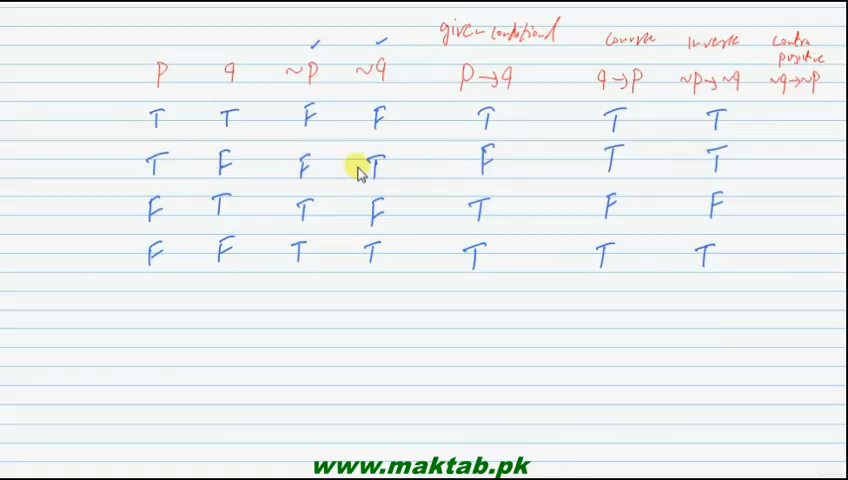 given conditional converse inverse contra
positive
p q ~p ~q p→q q→p ~p→~q ~q→~p
T T F F T T T
T F F T F T T
F T T F T F F
F F T T T T T
www.maktab.pk